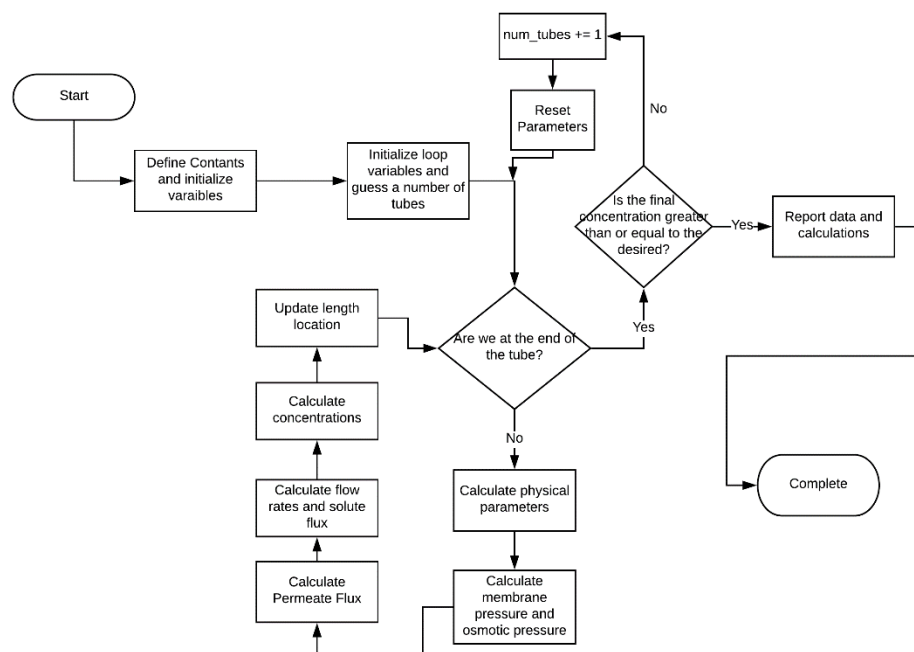 num_tubes += 1
Start
Reset
Parameters
No
Define Contants
and initialize
varaibles
Initialize loop
variables and
guess a number of
tubes
Is the final
concentration greater
than or equal to the
desired?
Yes
Report data and
calculations
Update length
location
Are we at the end of
the tube?
Yes
Calculate
concentrations
No
Calculate flow
rates and solute
flux
Calculate physical
parameters
Complete
Calculate
Permeate Flux
Calculate
membrane
pressure and
osmotic pressure